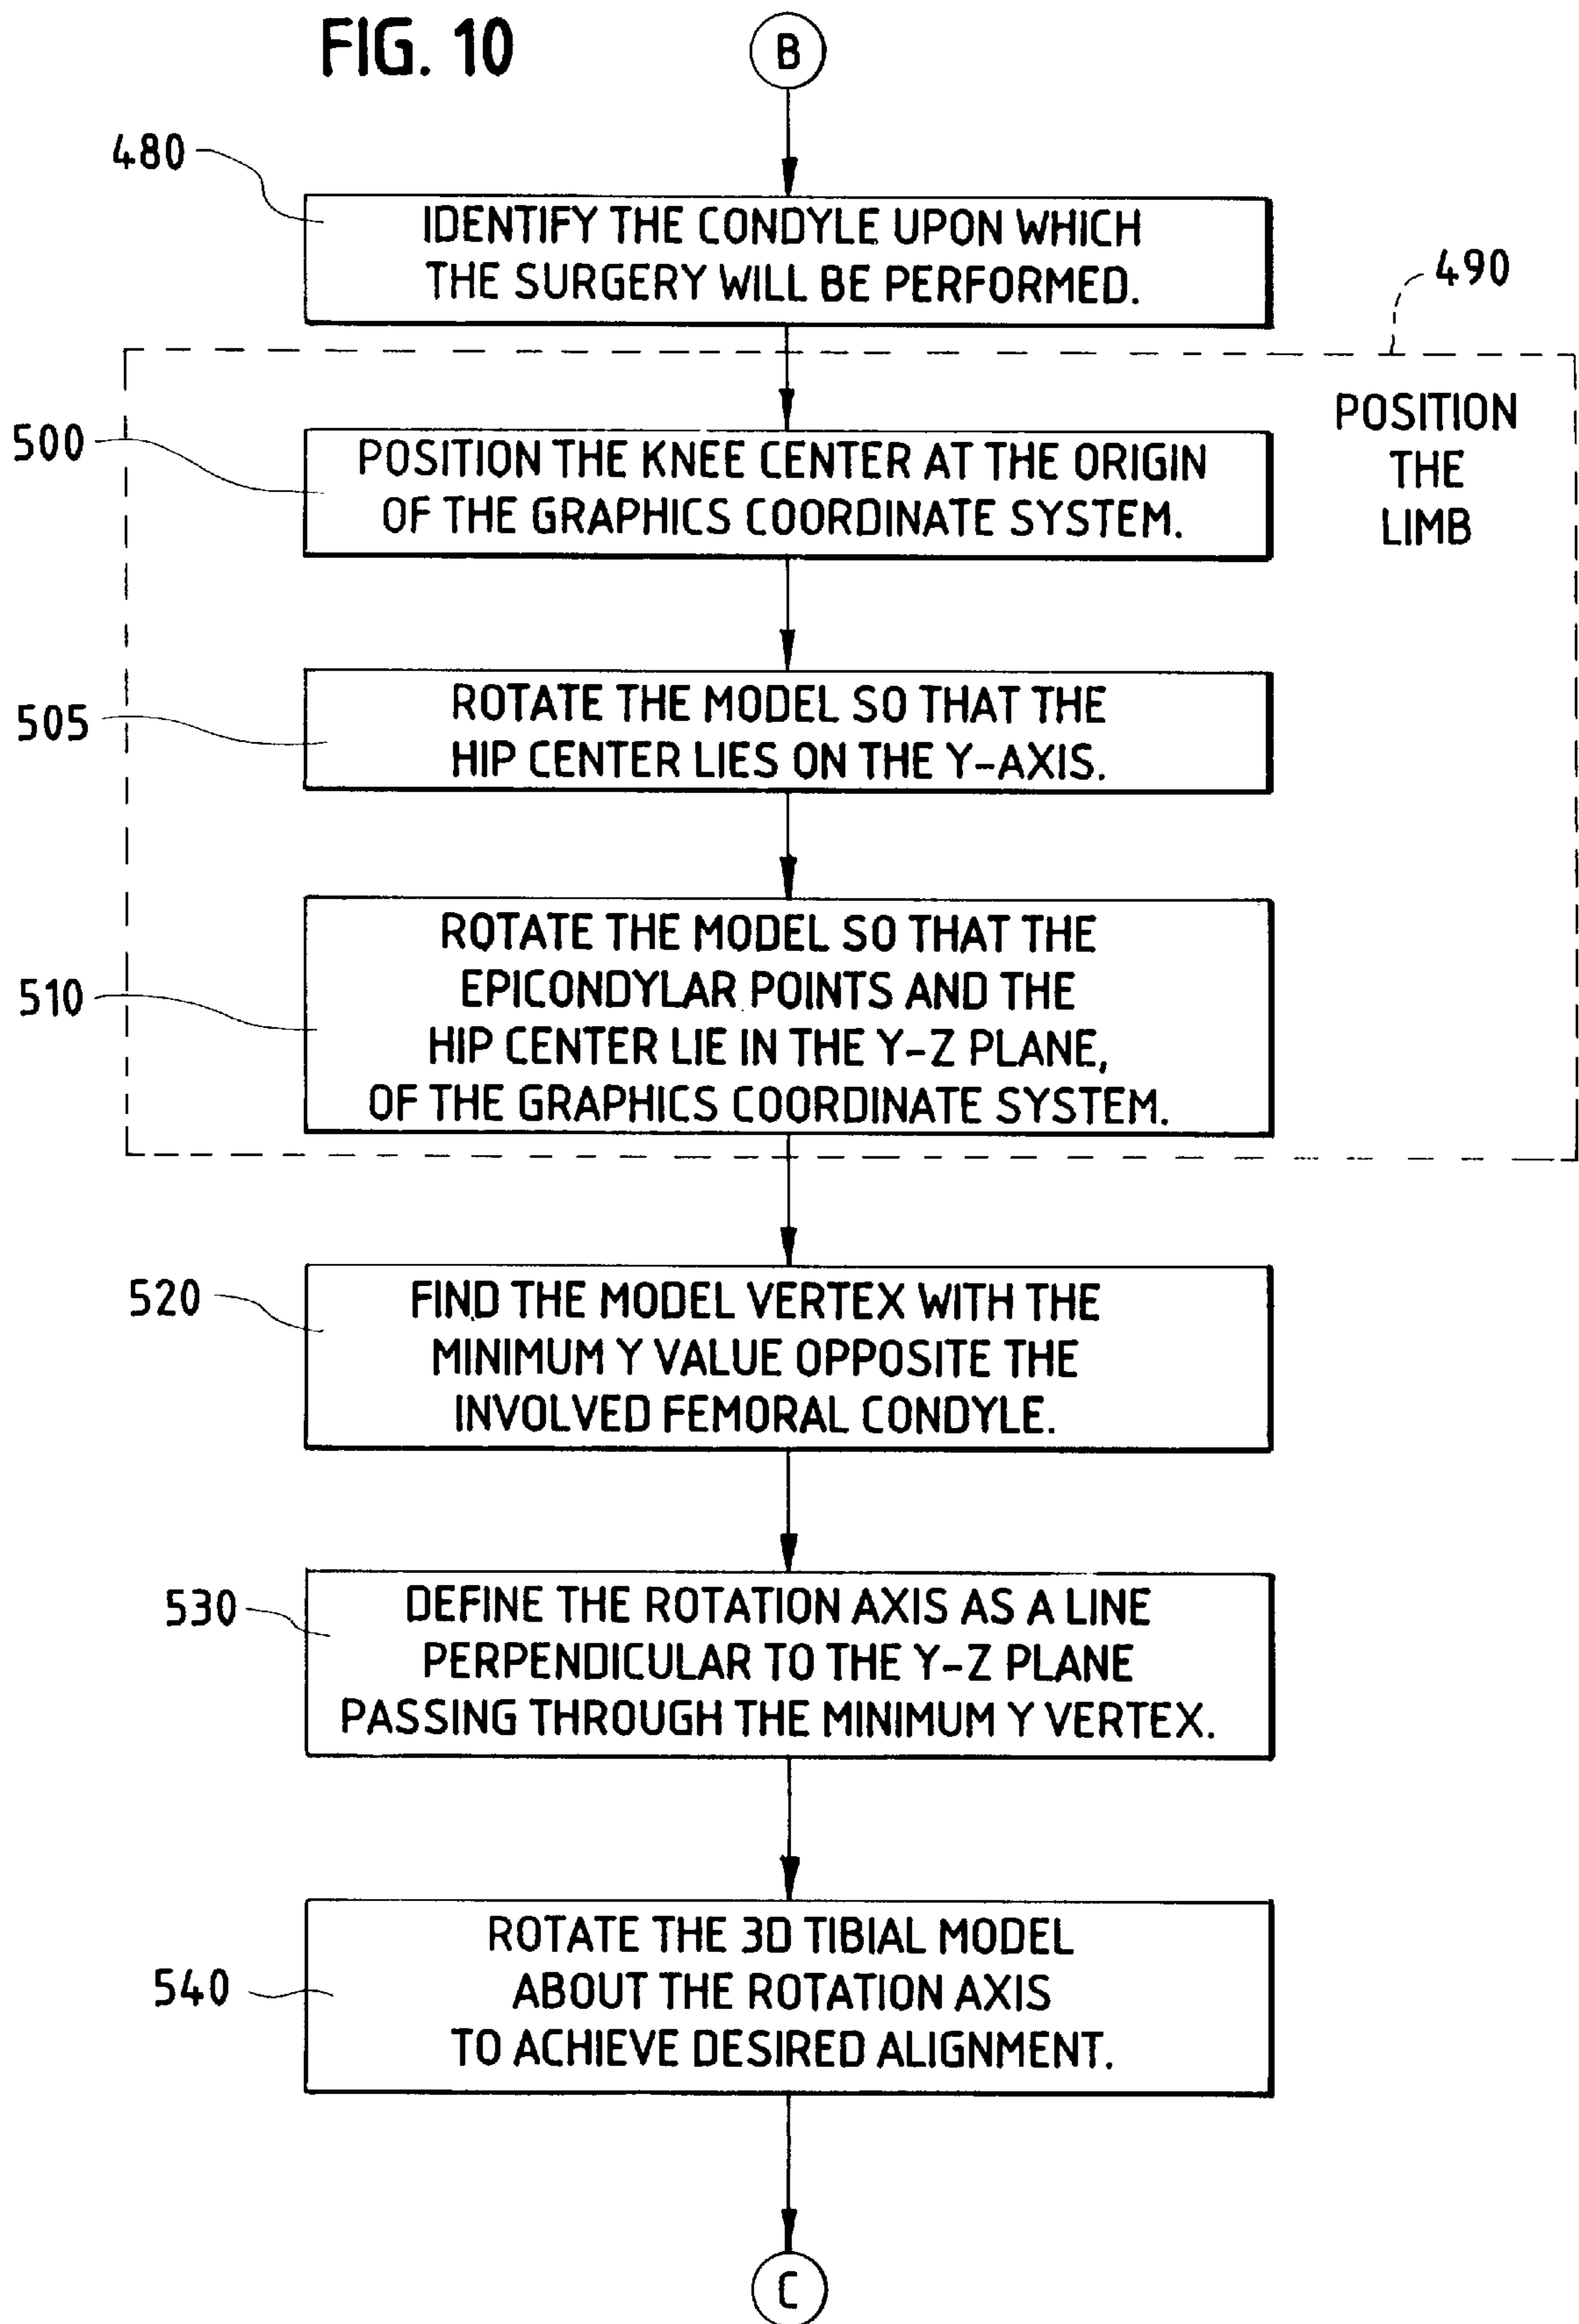 FIG. 10
B
480
IDENTIFY THE CONDYLE UPON WHICH
THE SURGERY WILL BE PERFORMED.
490
POSITION
THE
LIMB
500
POSITION THE KNEE CENTER AT THE ORIGIN
OF THE GRAPHICS COORDINATE SYSTEM.
505
ROTATE THE MODEL SO THAT THE
HIP CENTER LIES ON THE Y-AXIS.
510
ROTATE THE MODEL SO THAT THE
EPICONDYLAR POINTS AND THE
HIP CENTER LIE IN THE Y-Z PLANE,
OF THE GRAPHICS COORDINATE SYSTEM.
520
FIND THE MODEL VERTEX WITH THE
MINIMUM Y VALUE OPPOSITE THE
INVOLVED FEMORAL CONDYLE.
530
DEFINE THE ROTATION AXIS AS A LINE
PERPENDICULAR TO THE Y-Z PLANE
PASSING THROUGH THE MINIMUM Y VERTEX.
540
ROTATE THE 3D TIBIAL MODEL
ABOUT THE ROTATION AXIS
TO ACHIEVE DESIRED ALIGNMENT.
C